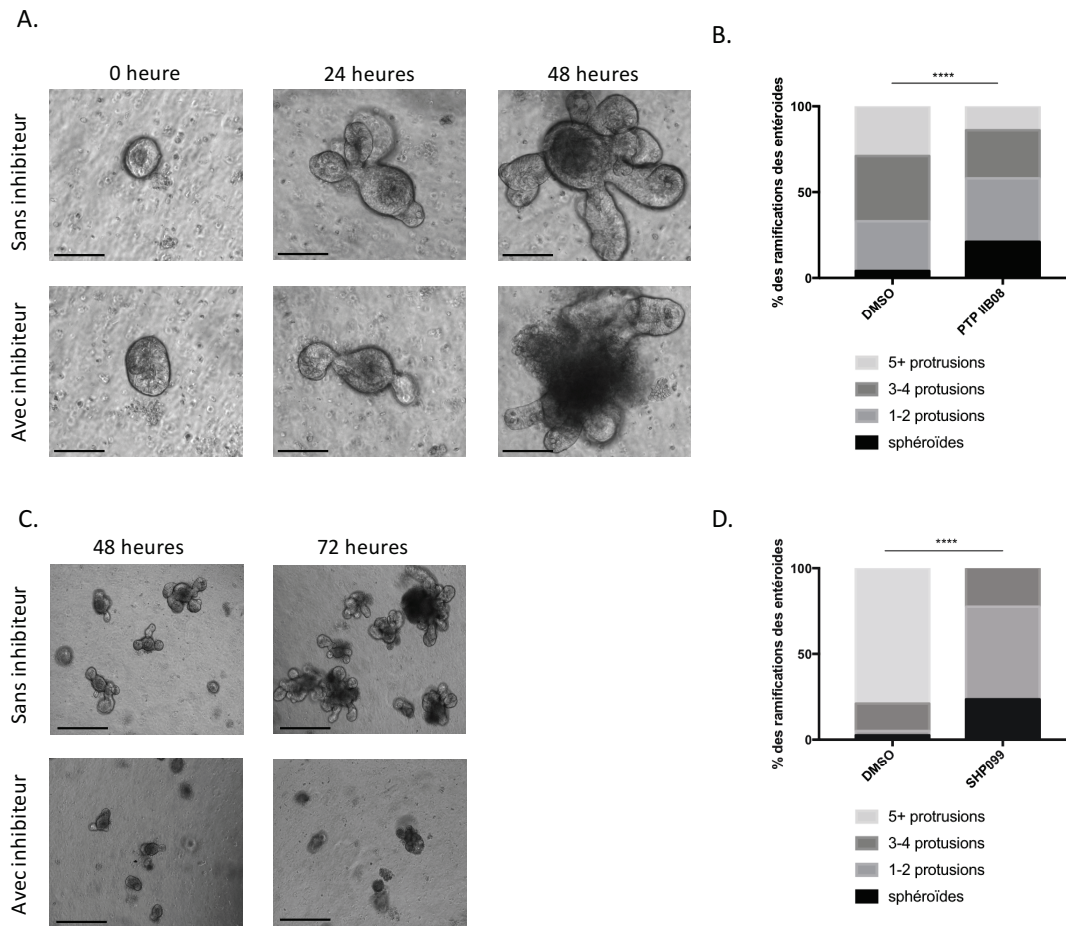 A.
0 heure
24 heures
48 heures
Sans inhibiteur
Avec inhibiteur
B.
****
% des ramifications des entéroides
100
50
0
DMSO
PTP IIB08
5+ protrusions
3-4 protusions
1-2 protusions
sphéroïdes
C.
48 heures
72 heures
Sans inhibiteur
Avec inhibiteur
D.
****
% des ramifications des entéroides
100
50
0
DMSO
SHP099
5+ protrusions
3-4 protusions
1-2 protusions
sphéroïdes